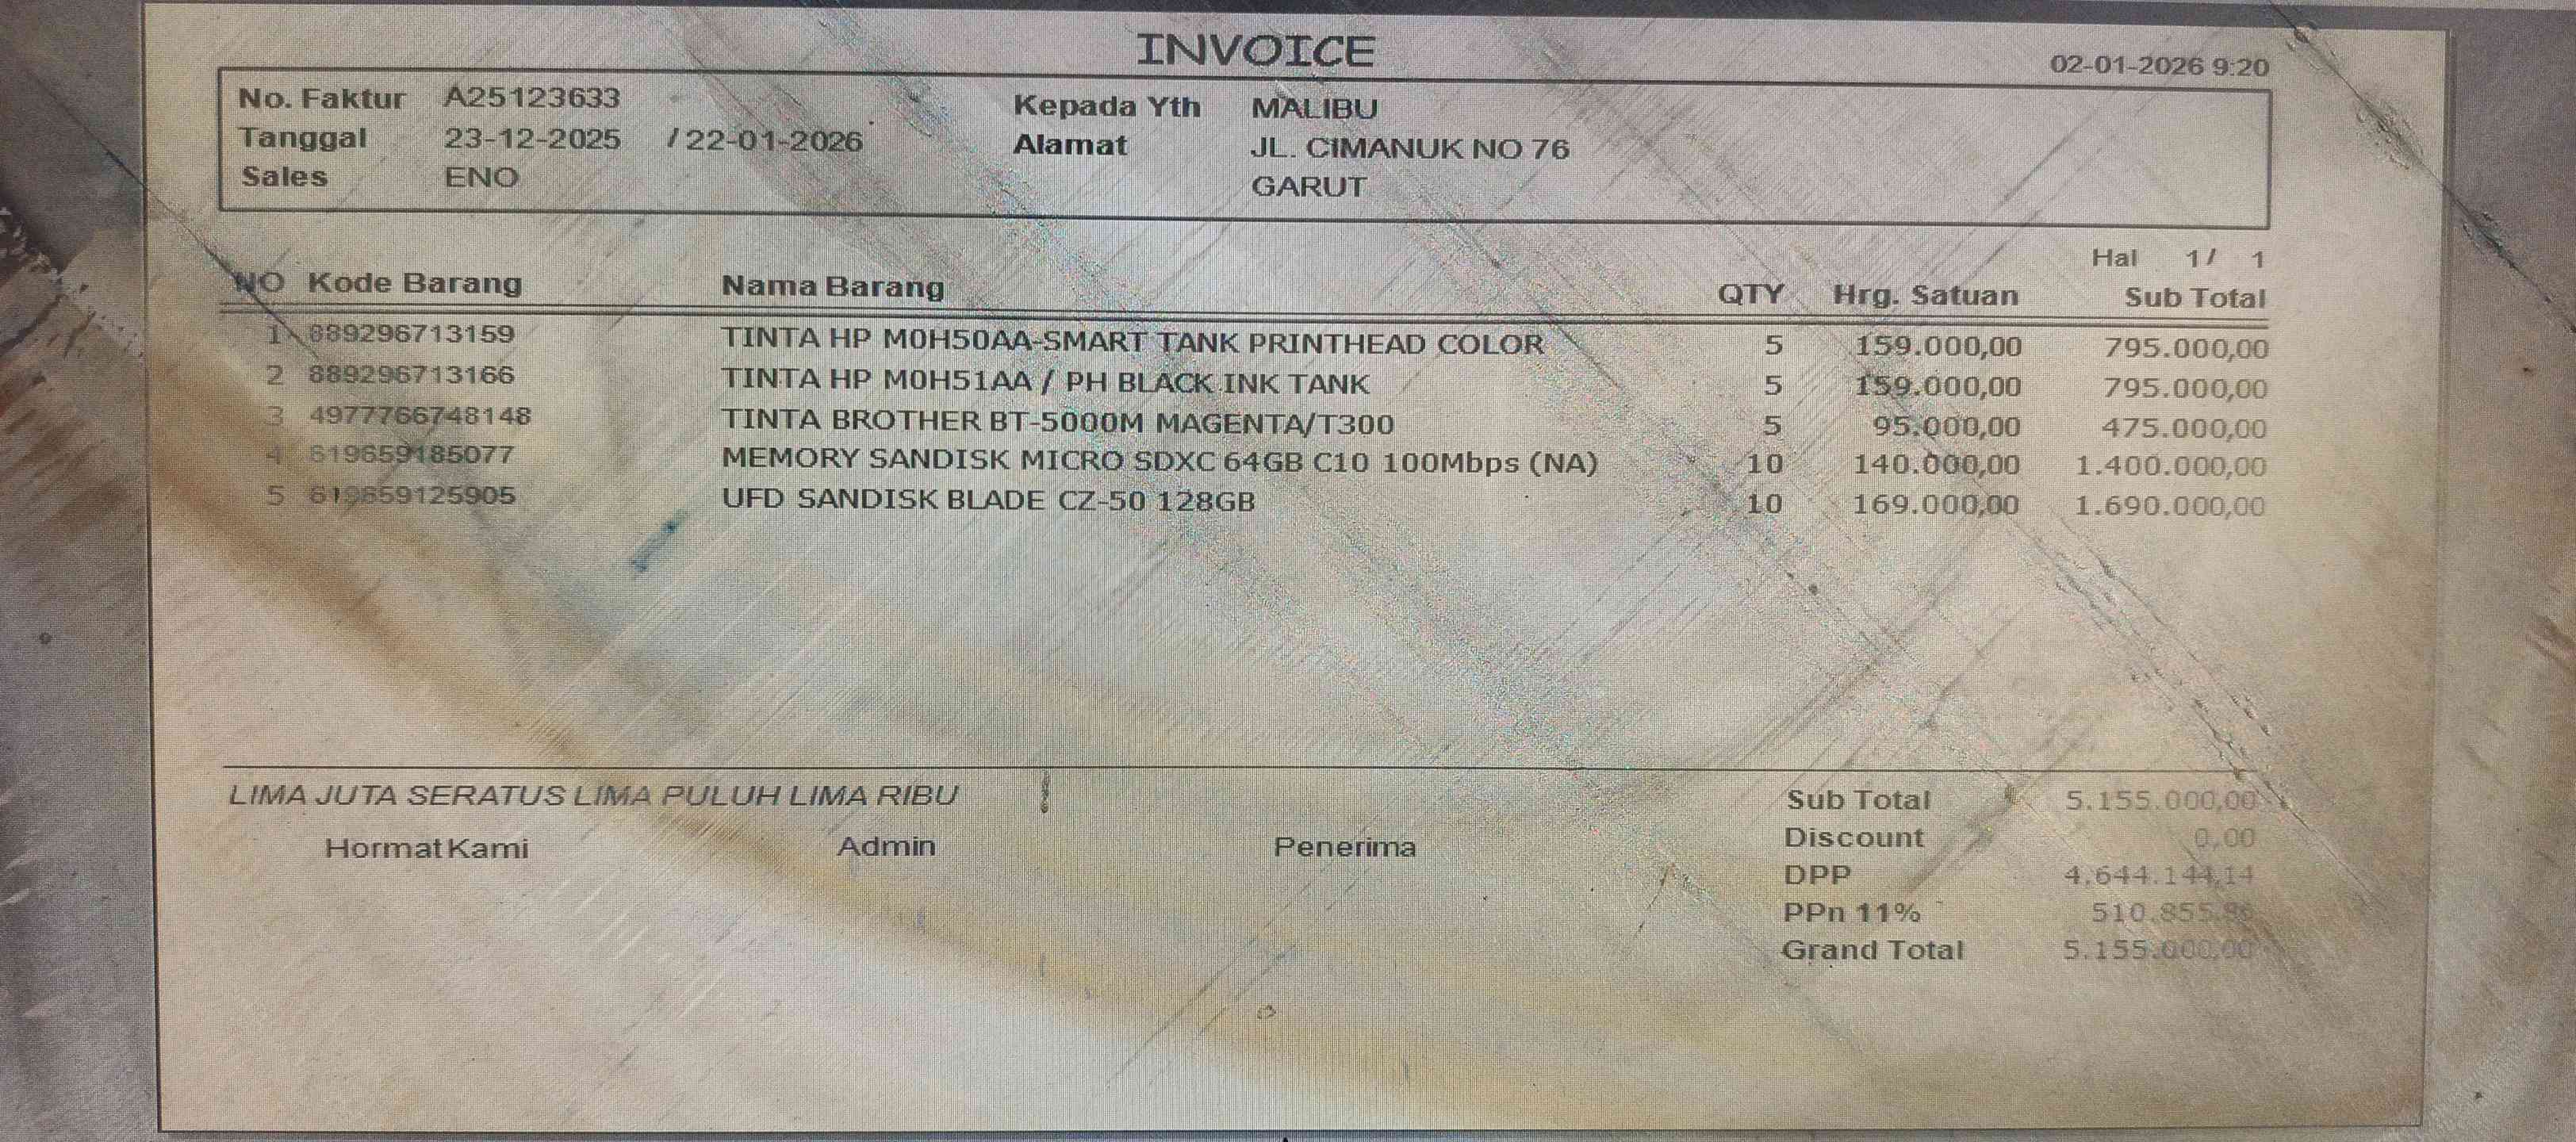 INVOICE
02-01-2026 9:20
No. Faktur A25123633
Tanggal 23-12-2025 / 22-01-2026
Sales ENO
Kepada Yth MALIBU
Alamat JL. CIMANUK NO 76
GARUT
Hal 1/ 1
NO Kode Barang Nama Barang QTY Hrg. Satuan Sub Total
1 889296713159 TINTA HP M0H50AA-SMART TANK PRINTHEAD COLOR 5 159.000,00 795.000,00
2 889296713166 TINTA HP M0H51AA / PH BLACK INK TANK 5 159.000,00 795.000,00
3 4977766748148 TINTA BROTHER BT-5000M MAGENTA/T300 5 95.000,00 475.000,00
4 619659185077 MEMORY SANDISK MICRO SDXC 64GB C10 100Mbps (NA) 10 140.000,00 1.400.000,00
5 619659125905 UFD SANDISK BLADE CZ-50 128GB 10 169.000,00 1.690.000,00
LIMA JUTA SERATUS LIMA PULUH LIMA RIBU
Hormat Kami Admin Penerima
Sub Total 5.155.000,00
Discount 0,00
DPP 4.644.144,14
PPn 11% 510.855,86
Grand Total 5.155.000,00